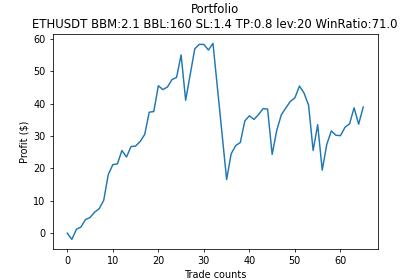 Portfolio
ETHUSDT BBM:2.1 BBL:160 SL:1.4 TP:0.8 lev:20 WinRatio:71.0
60
50
40
30
20
10
0
Profit ($)
0 10 20 30 40 50 60
Trade counts